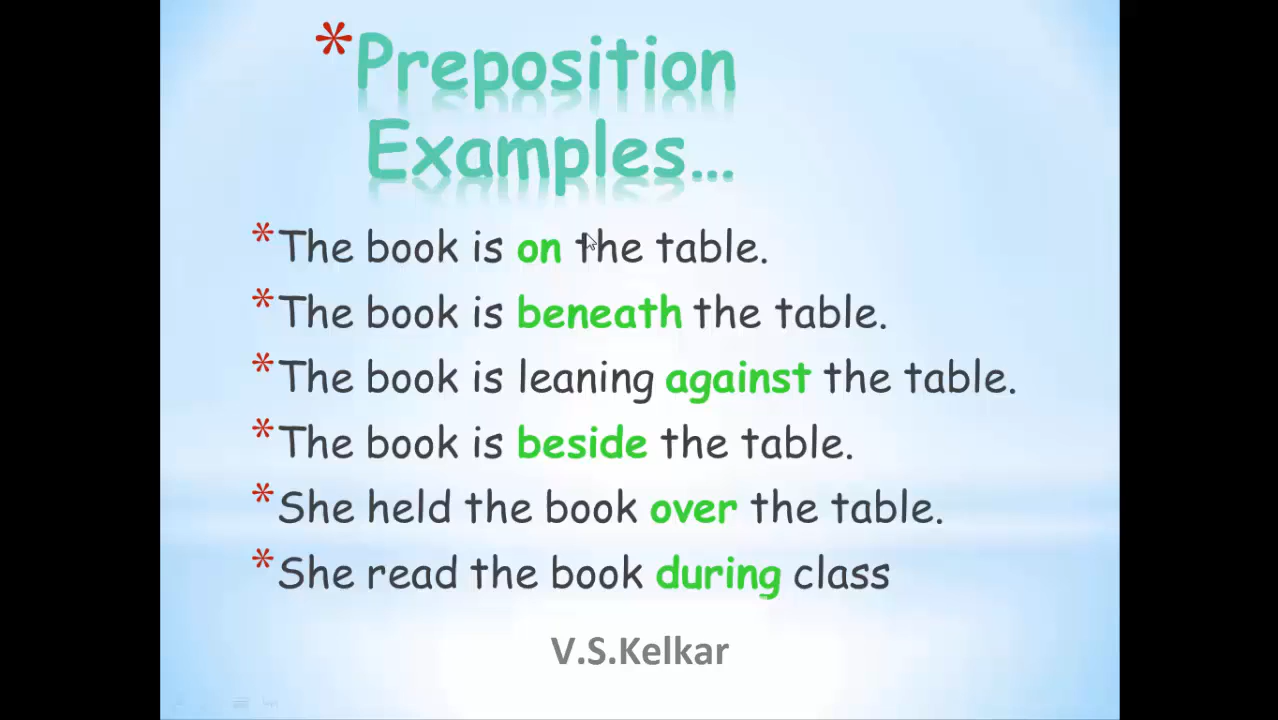 *Preposition
Examples...
*The book is on the table.
*The book is beneath the table.
*The book is leaning against the table.
*The book is beside the table.
*She held the book over the table.
*She read the book during class
V.S.Kelkar